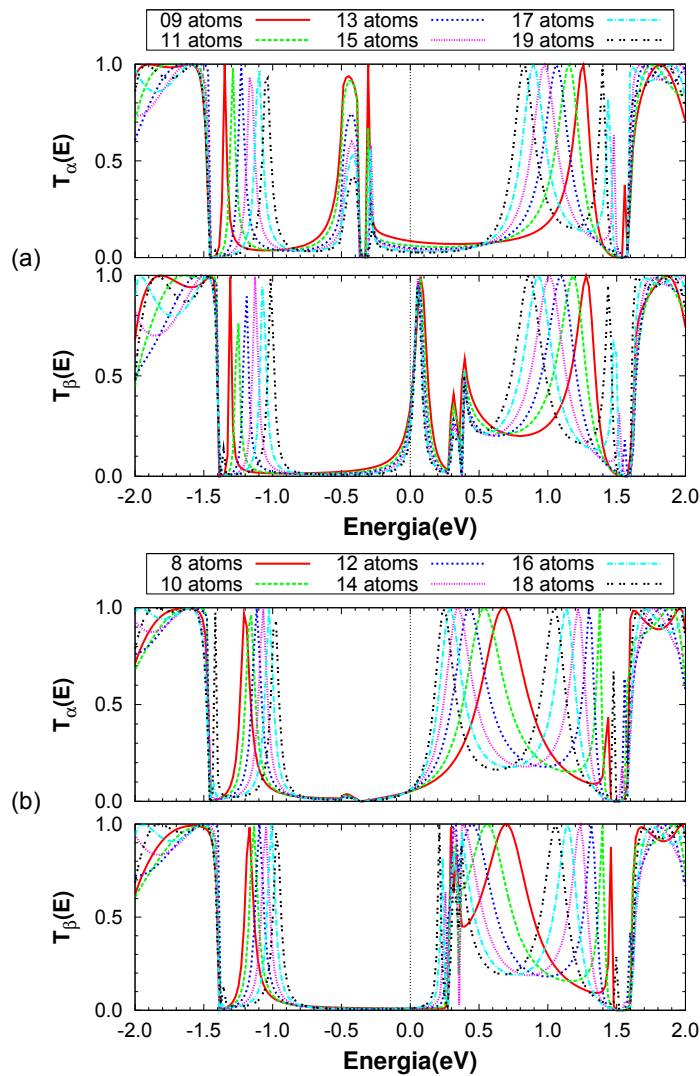 09 atoms 13 atoms 17 atoms
11 atoms 15 atoms 19 atoms
(a)
Tα(E)
1.0
0.5
0.0
Tβ(E)
1.0
0.5
0.0
-2.0 -1.5 -1.0 -0.5 0.0 0.5 1.0 1.5 2.0
Energia(eV)
8 atoms 12 atoms 16 atoms
10 atoms 14 atoms 18 atoms
(b)
Tα(E)
1.0
0.5
0.0
Tβ(E)
1.0
0.5
0.0
-2.0 -1.5 -1.0 -0.5 0.0 0.5 1.0 1.5 2.0
Energia(eV)